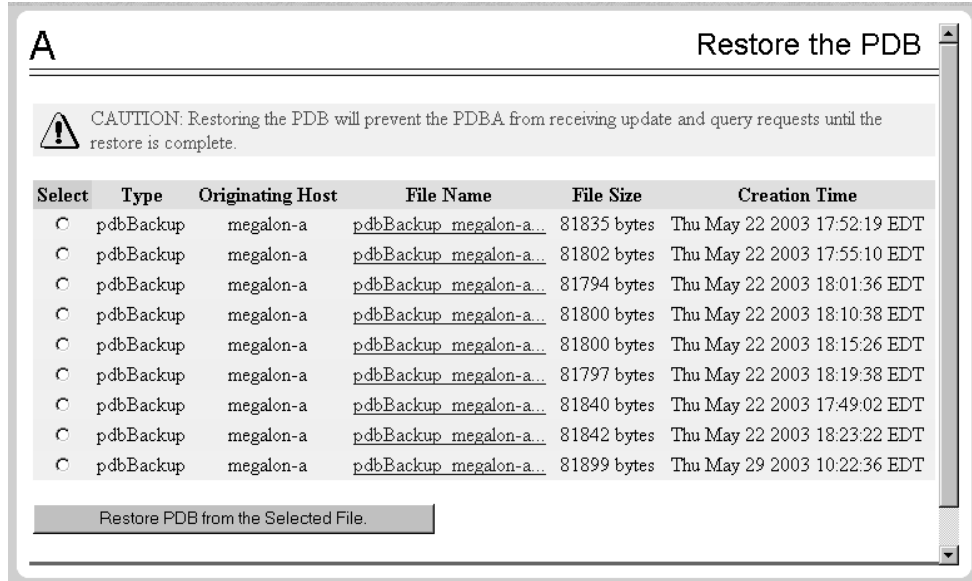 A Restore the PDB
CAUTION: Restoring the PDB will prevent the PDBA from receiving update and query requests until the
restore is complete.
Select Type Originating Host File Name File Size Creation Time
pdbBackup megalon-a pdbBackup_megalon-a... 81835 bytes Thu May 22 2003 17:52:19 EDT
pdbBackup megalon-a pdbBackup_megalon-a... 81802 bytes Thu May 22 2003 17:55:10 EDT
pdbBackup megalon-a pdbBackup_megalon-a... 81794 bytes Thu May 22 2003 18:01:36 EDT
pdbBackup megalon-a pdbBackup_megalon-a... 81800 bytes Thu May 22 2003 18:10:38 EDT
pdbBackup megalon-a pdbBackup_megalon-a... 81800 bytes Thu May 22 2003 18:15:26 EDT
pdbBackup megalon-a pdbBackup_megalon-a... 81797 bytes Thu May 22 2003 18:19:38 EDT
pdbBackup megalon-a pdbBackup_megalon-a... 81840 bytes Thu May 22 2003 17:49:02 EDT
pdbBackup megalon-a pdbBackup_megalon-a... 81842 bytes Thu May 22 2003 18:23:22 EDT
pdbBackup megalon-a pdbBackup_megalon-a... 81899 bytes Thu May 29 2003 10:22:36 EDT
Restore PDB from the Selected File.